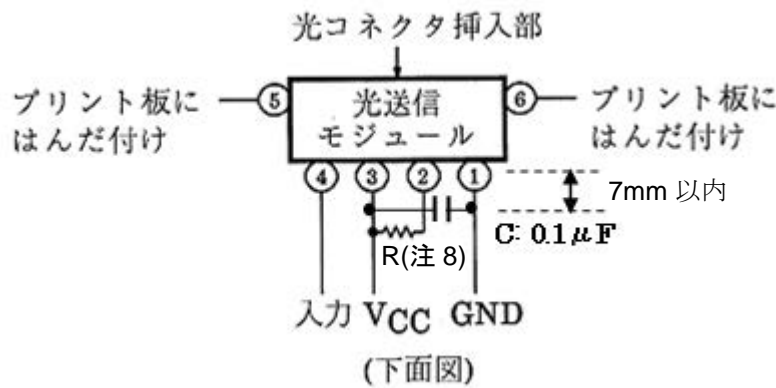 光コネクタ挿入部
プリント板に
はんだ付け
⑤
光送信
モジュール
⑥
プリント板に
はんだ付け
④ ③ ② ①
7mm 以内
C: 0.1μF
R(注 8)
入力 VCC GND
(下面図)